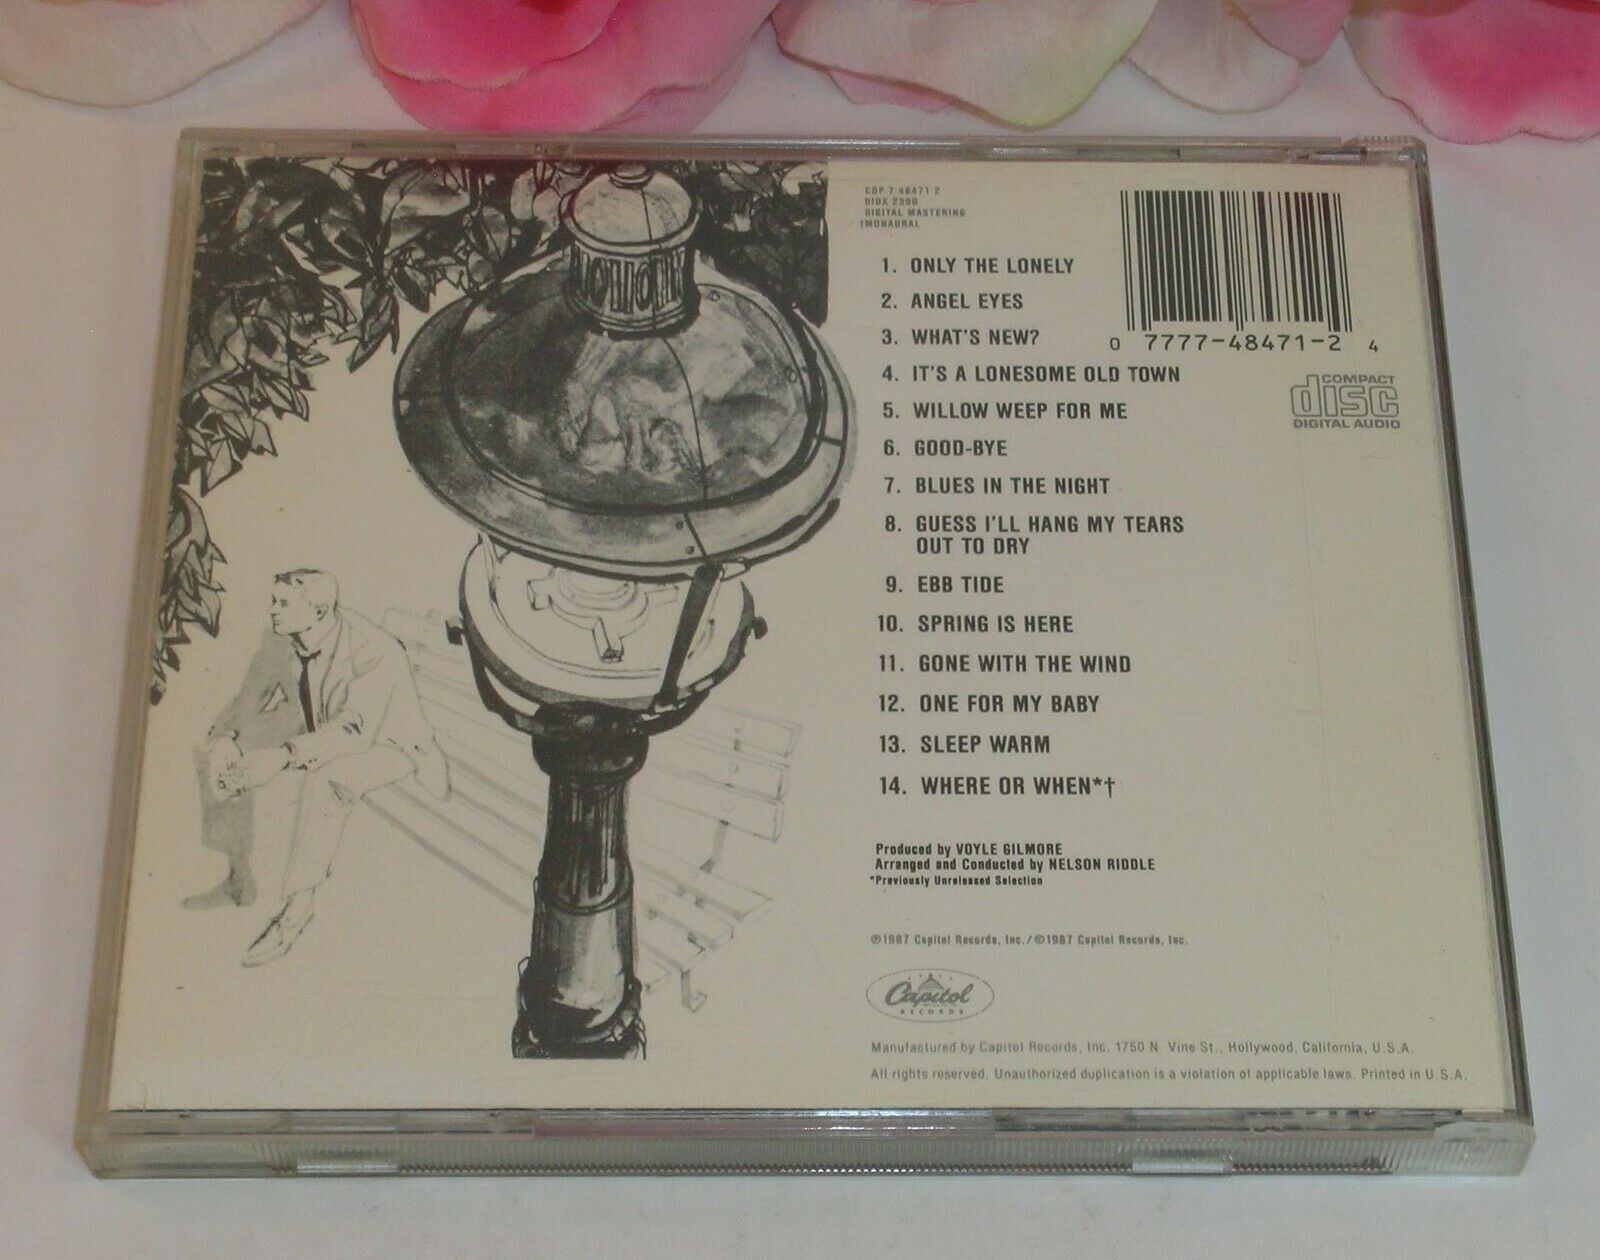 CDP 7 48471 2
DIDX 2390
DIGITAL MASTERING
†MONAURAL
1. ONLY THE LONELY
2. ANGEL EYES
3. WHAT'S NEW?
4. IT'S A LONESOME OLD TOWN
5. WILLOW WEEP FOR ME
6. GOOD-BYE
7. BLUES IN THE NIGHT
8. GUESS I'LL HANG MY TEARS
OUT TO DRY
9. EBB TIDE
10. SPRING IS HERE
11. GONE WITH THE WIND
12. ONE FOR MY BABY
13. SLEEP WARM
14. WHERE OR WHEN*†
0 7777-48471-2 4
COMPACT
disc
DIGITAL AUDIO
Produced by VOYLE GILMORE
Arranged and Conducted by NELSON RIDDLE
*Previously Unreleased Selection
℗1987 Capitol Records, Inc./©1987 Capitol Records, Inc.
Capitol
RECORDS
Manufactured by Capitol Records, Inc. 1750 N. Vine St., Hollywood, California, U.S.A.
All rights reserved. Unauthorized duplication is a violation of applicable laws. Printed in U.S.A.